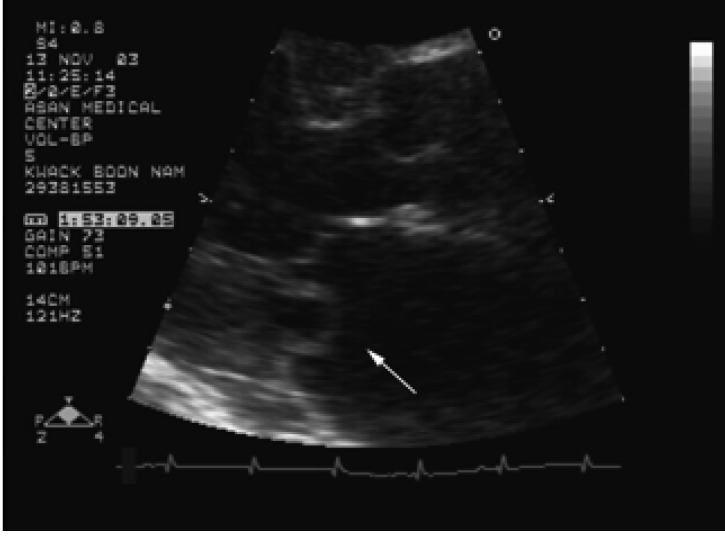 MI:0.8
S4
13 NOV 03
11:25:14
2/0/E/F3
ASAN MEDICAL
CENTER
VOL-BP
S
KWACK BOON NAM
29381553
1:53:09.05
GAIN 73
COMP 51
101BPM
14CM
121HZ
P R
2 4